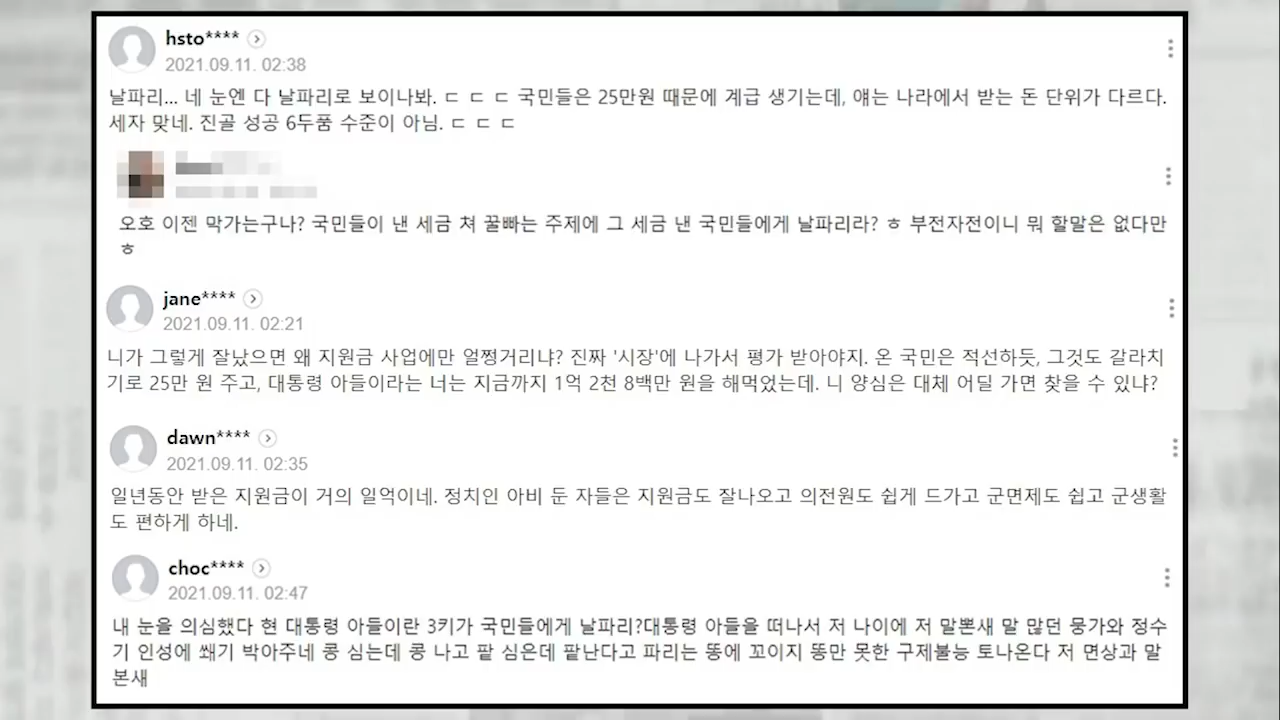 hsto****
2021.09.11. 02:38
날파리... 네 눈엔 다 날파리로 보이나봐. ㄷ ㄷ ㄷ 국민들은 25만원 때문에 계급 생기는데, 얘는 나라에서 받는 돈 단위가 다르다.
세자 맞네. 진골 성공 6두품 수준이 아님. ㄷ ㄷ ㄷ
오호 이젠 막가는구나? 국민들이 낸 세금 쳐 꿀빠는 주제에 그 세금 낸 국민들에게 날파리라? ㅎ 부전자전이니 뭐 할말은 없다만
ㅎ
jane****
2021.09.11. 02:21
니가 그렇게 잘났으면 왜 지원금 사업에만 얼쩡거리냐? 진짜 '시장'에 나가서 평가 받아야지. 온 국민은 적선하듯, 그것도 갈라치
기로 25만 원 주고, 대통령 아들이라는 너는 지금까지 1억 2천 8백만 원을 해먹었는데. 니 양심은 대체 어딜 가면 찾을 수 있냐?
dawn****
2021.09.11. 02:35
일년동안 받은 지원금이 거의 일억이네. 정치인 아비 둔 자들은 지원금도 잘나오고 의전원도 쉽게 드가고 군면제도 쉽고 군생활
도 편하게 하네.
choc****
2021.09.11. 02:47
내 눈을 의심했다 현 대통령 아들이란 3키가 국민들에게 날파리?대통령 아들을 떠나서 저 나이에 저 말뽄새 말 많던 뭉가와 정수
기 인성에 쐐기 박아주네 콩 심는데 콩 나고 팥 심은데 팥난다고 파리는 똥에 꼬이지 똥만 못한 구제불능 토나온다 저 면상과 말
본새